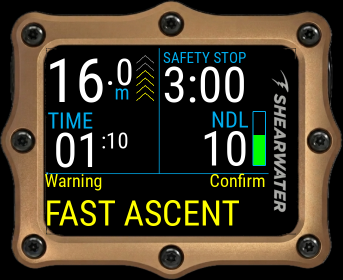 SAFETY STOP
16.0 m
3:00
TIME
NDL
01:10
10
Warning
Confirm
FAST ASCENT
SHEARWATER